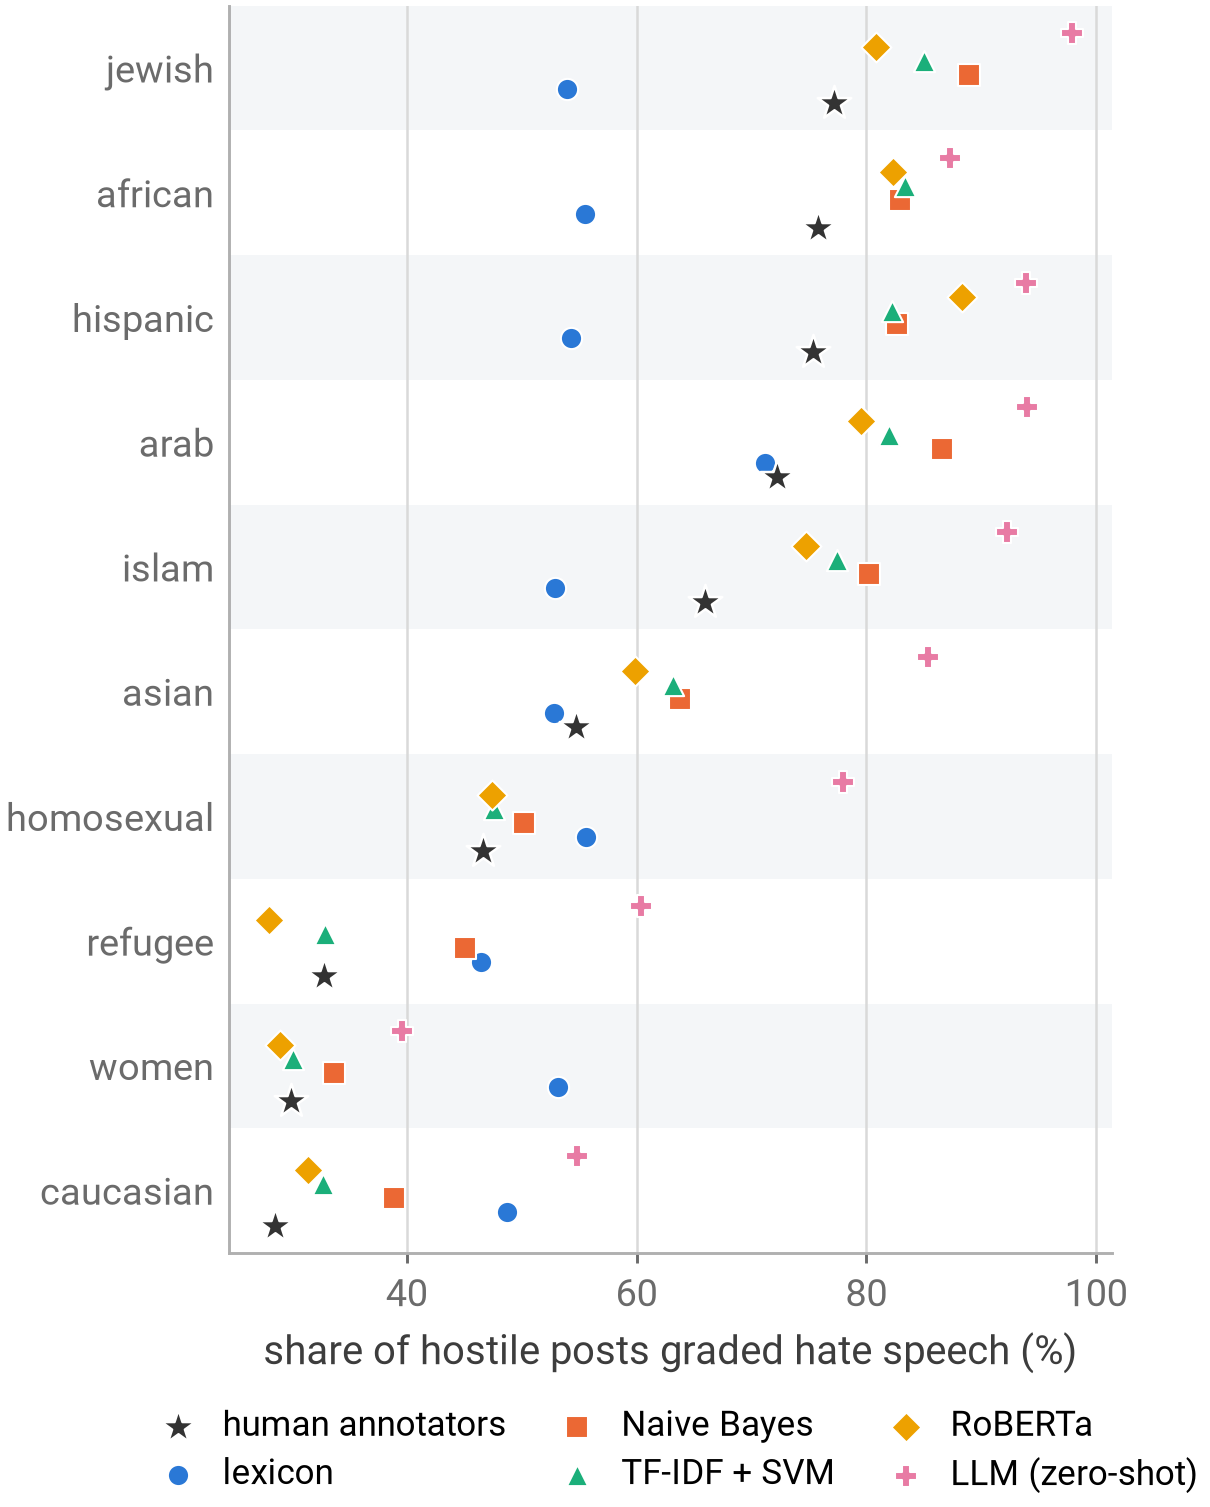 jewish
african
hispanic
arab
islam
asian
homosexual
refugee
women
caucasian
40 60 80 100
share of hostile posts graded hate speech (%)
human annotators Naive Bayes RoBERTa
lexicon TF-IDF + SVM LLM (zero-shot)